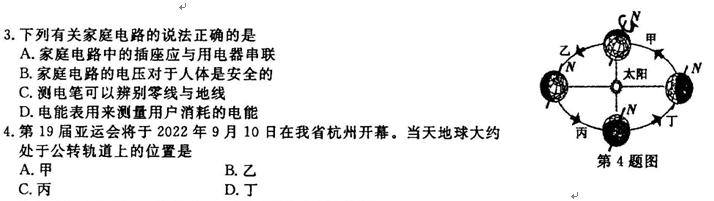 3.下列有关家庭电路的说法正确的是
A.家庭电路中的插座应与用电器串联
B.家庭电路的电压对于人体是安全的
C.测电笔可以辨别零线与地线
D.电能表用来测量用户消耗的电能
4.第19届亚运会将于2022年9月10日在我省杭州开幕。当天地球大约
处于公转轨道上的位置是
A.甲 B.乙
C.丙 D.丁
N
乙 甲
N 太阳 N
丙 N 丁
第4题图